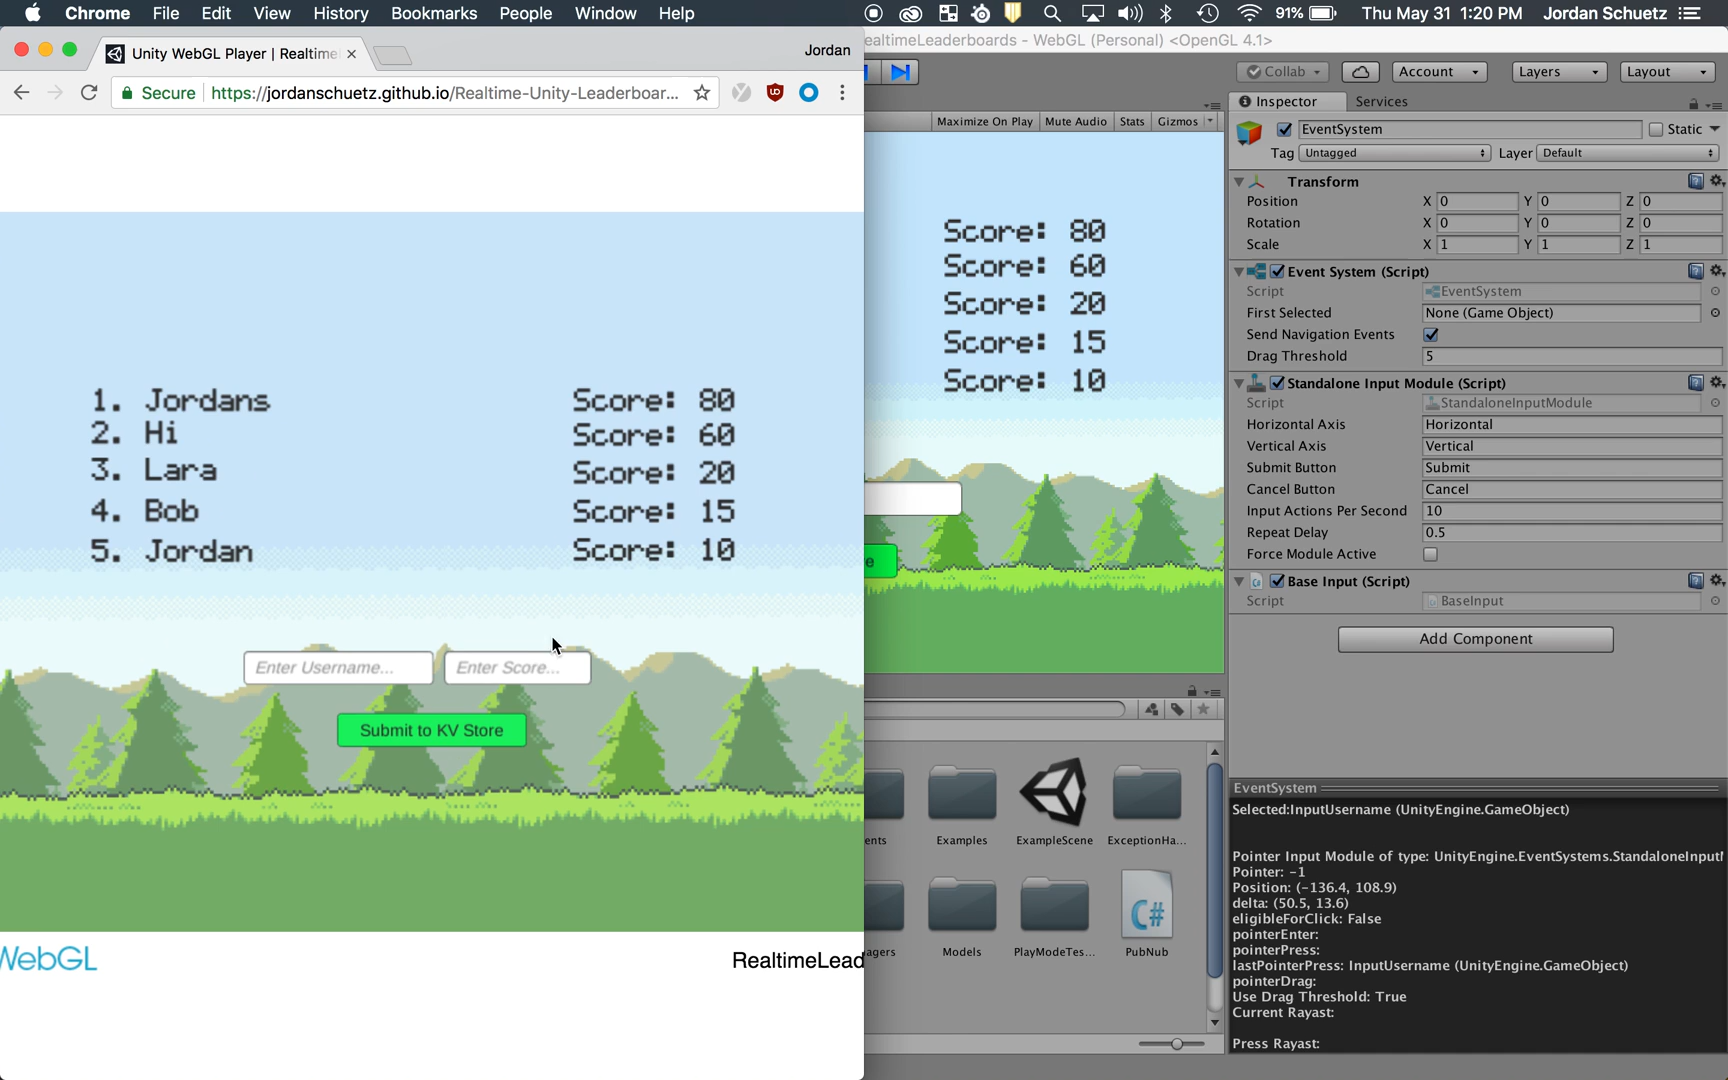 Chrome File Edit View History Bookmarks People Window Help
91% Thu May 31 1:20 PM Jordan Schuetz
Unity WebGL Player | Realtime
Jordan
Secure https://jordanschuetz.github.io/Realtime-Unity-Leaderboar...
1. Jordans Score: 80
2. Hi Score: 60
3. Lara Score: 20
4. Bob Score: 15
5. Jordan Score: 10
Enter Username... Enter Score...
Submit to KV Store
WebGL RealtimeLead
ealtimeLeaderboards - WebGL (Personal) <OpenGL 4.1>
Collab Account Layers Layout
Maximize On Play Mute Audio Stats Gizmos
Score: 80
Score: 60
Score: 20
Score: 15
Score: 10
e
ents Examples ExampleScene ExceptionHa...
agers Models PlayModeTes... C# PubNub
Inspector Services
EventSystem Static
Tag Untagged Layer Default
Transform
Position X 0 Y 0 Z 0
Rotation X 0 Y 0 Z 0
Scale X 1 Y 1 Z 1
Event System (Script)
Script EventSystem
First Selected None (Game Object)
Send Navigation Events
Drag Threshold 5
Standalone Input Module (Script)
Script StandaloneInputModule
Horizontal Axis Horizontal
Vertical Axis Vertical
Submit Button Submit
Cancel Button Cancel
Input Actions Per Second 10
Repeat Delay 0.5
Force Module Active
Base Input (Script)
Script BaseInput
Add Component
EventSystem
Selected:InputUsername (UnityEngine.GameObject)
Pointer Input Module of type: UnityEngine.EventSystems.StandaloneInput
Pointer: -1
Position: (-136.4, 108.9)
delta: (50.5, 13.6)
eligibleForClick: False
pointerEnter:
pointerPress:
lastPointerPress: InputUsername (UnityEngine.GameObject)
pointerDrag:
Use Drag Threshold: True
Current Rayast:
Press Rayast: